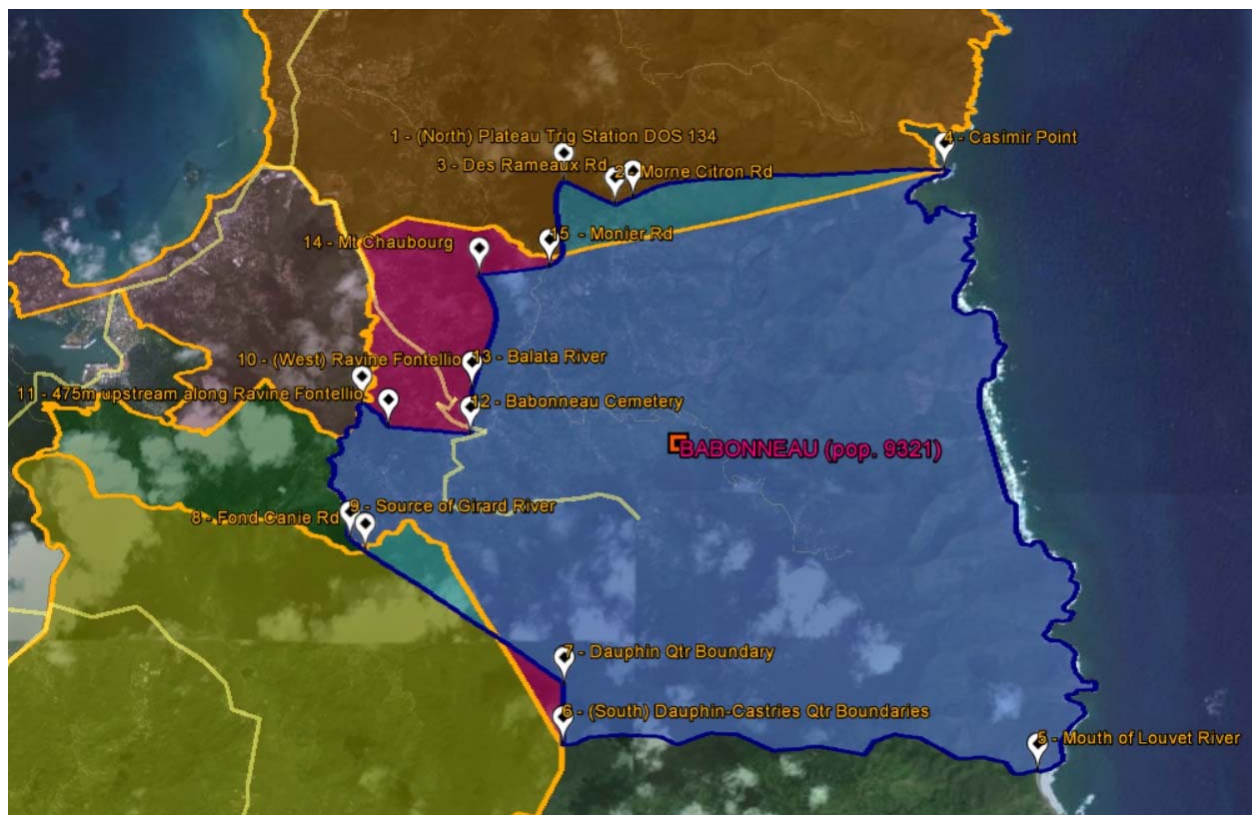 1 - (North) Plateau Trig Station DOS 134
4 - Casimir Point
3 - Des Rameaux Rd
2 - Morne Citron Rd
15 - Monier Rd
14 - Mt Chaubourg
10 - (West) Ravine Fontellio
13 - Balata River
11 - 475m upstream along Ravine Fontellio
12 - Babonneau Cemetery
BABONNEAU (pop. 9321)
9 - Source of Girard River
8 - Fond Canie Rd
7 - Dauphin Qtr Boundary
6 - (South) Dauphin-Castries Qtr Boundaries
5 - Mouth of Louvet River